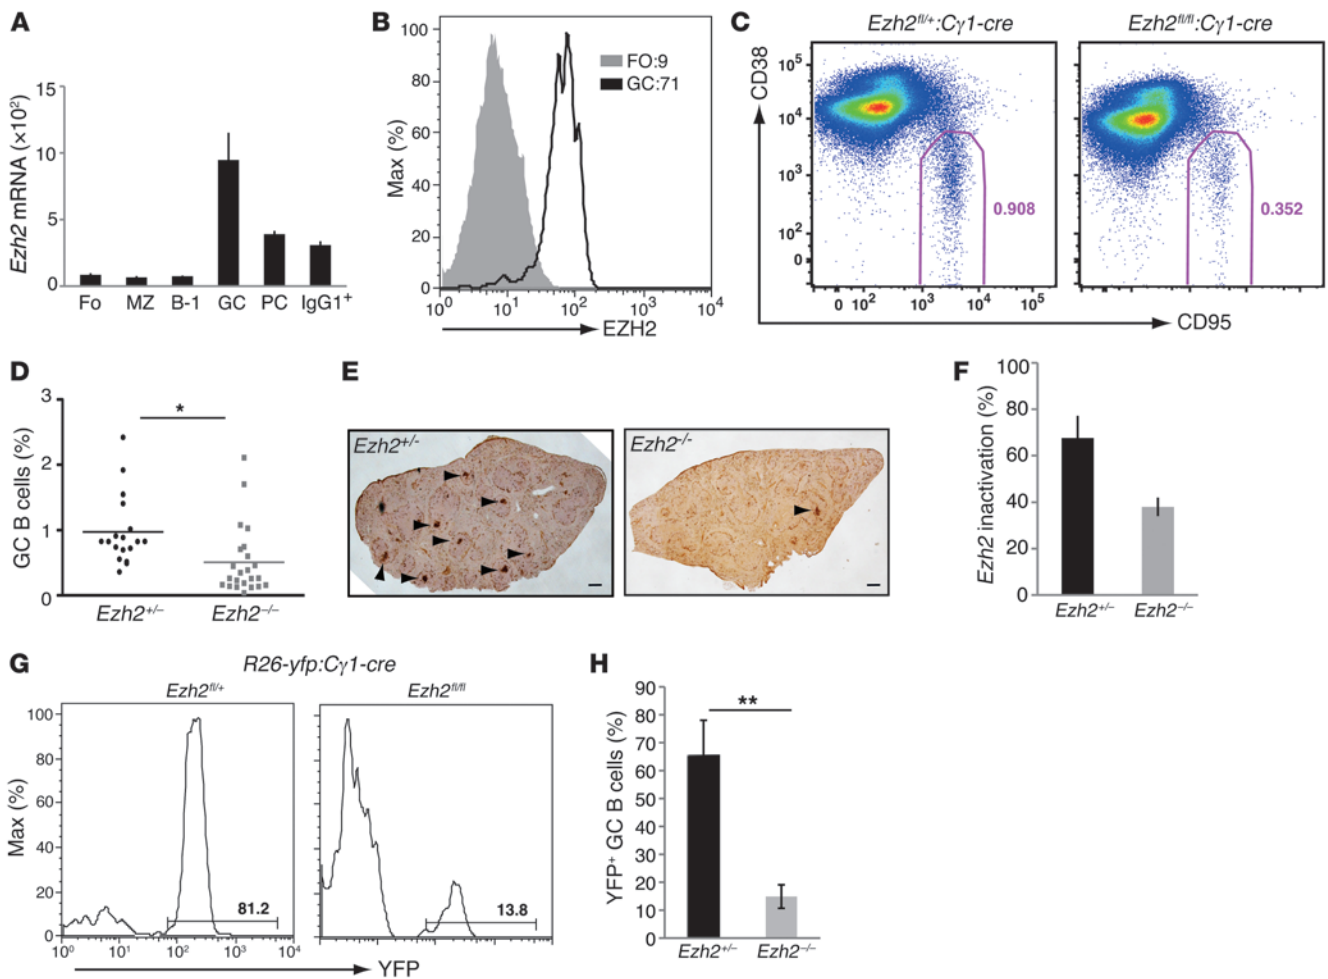 A
Ezh2 mRNA (×10²)
15
10
5
0
Fo MZ B-1 GC PC IgG1⁺
B
Max (%)
100
80
60
40
20
0
FO:9
GC:71
10⁰ 10¹ 10² 10³ 10⁴
EZH2
C
Ezh2fl/+:Cγ1-cre
Ezh2fl/fl:Cγ1-cre
CD38
10⁵
10⁴
10³
10²
0
0.908
0.352
0 10² 10³ 10⁴ 10⁵
0 10² 10³ 10⁴ 10⁵
CD95
D
GC B cells (%)
3
2
1
0
*
Ezh2+/–
Ezh2–/–
E
Ezh2+/-
Ezh2-/-
F
Ezh2 inactivation (%)
100
80
60
40
20
0
Ezh2+/–
Ezh2–/–
G
R26-yfp:Cγ1-cre
Ezh2fl/+
Ezh2fl/fl
Max (%)
100
80
60
40
20
0
81.2
13.8
10⁰ 10¹ 10² 10³ 10⁴
YFP
H
YFP⁺ GC B cells (%)
90
80
70
60
50
40
30
20
10
0
**
Ezh2+/–
Ezh2–/–